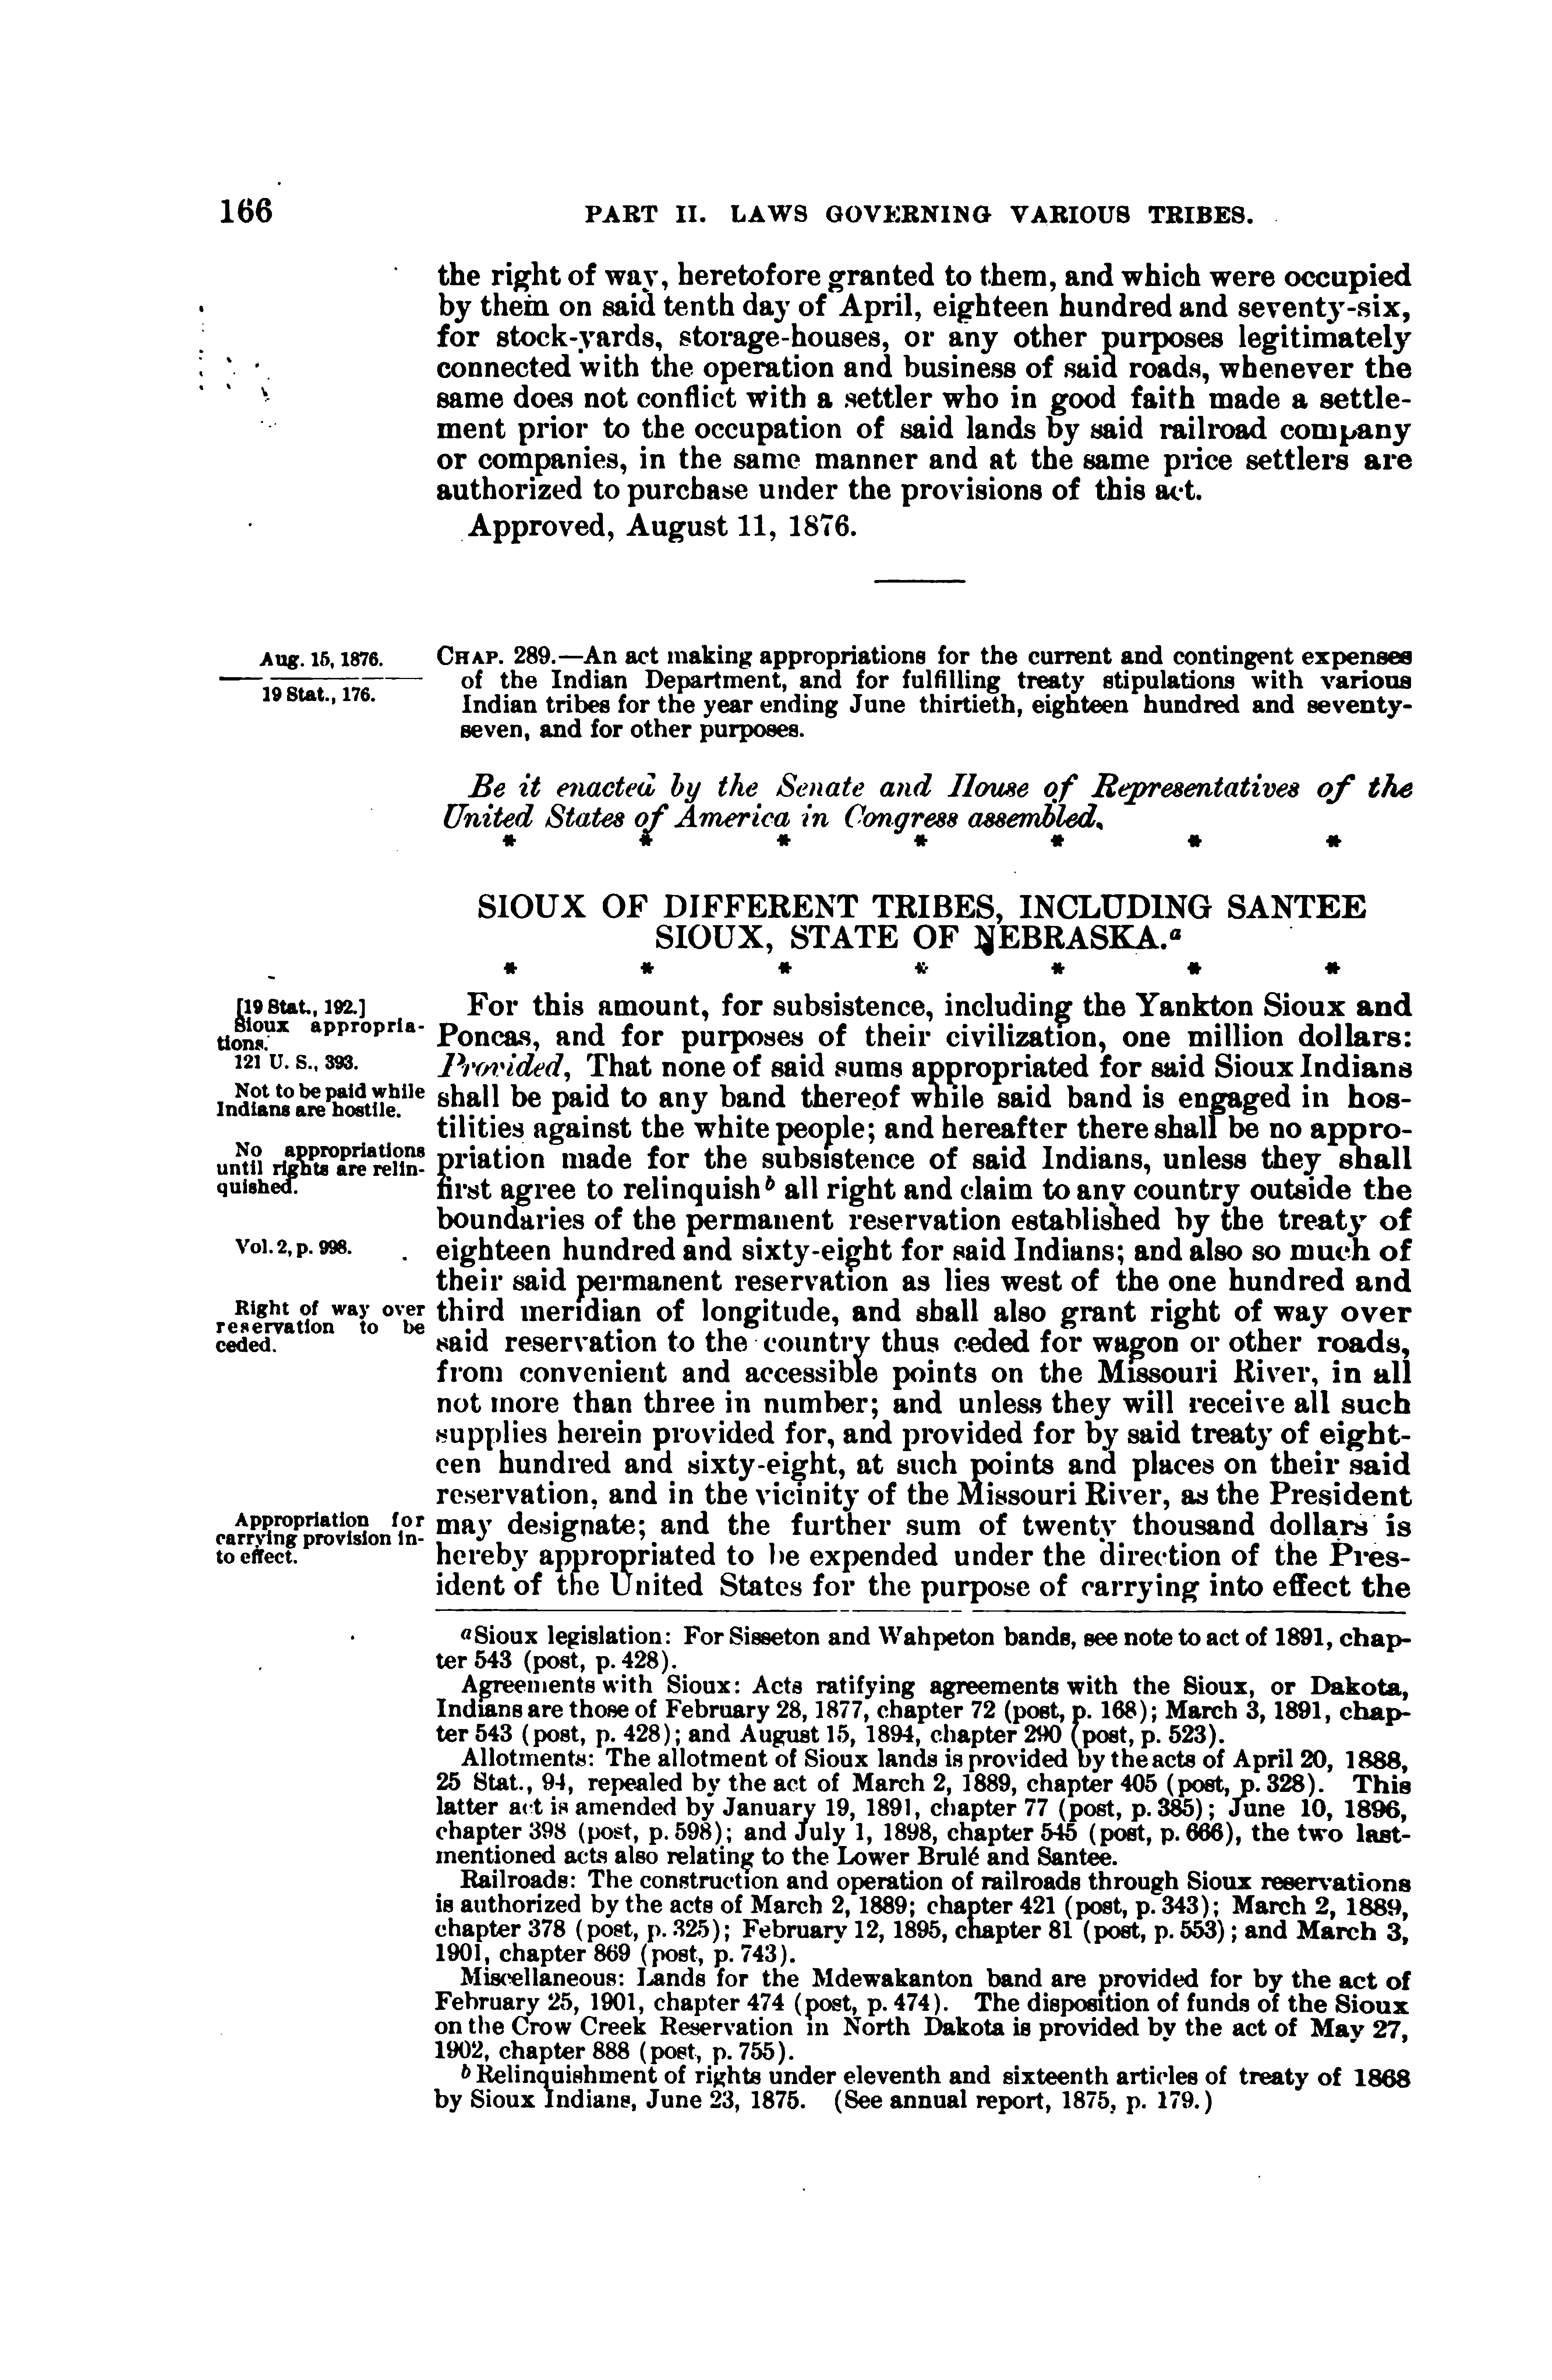 166
PART II. LAWS GOVERNING VARIOUS TRIBES.
the right of way, heretofore granted to them, and which were occupied
by them on said tenth day of April, eighteen hundred and seventy-six,
for stock-yards, storage-houses, or any other purposes legitimately
connected with the operation and business of said roads, whenever the
same does not conflict with a settler who in good faith made a settle-
ment prior to the occupation of said lands by said railroad company
or companies, in the same manner and at the same price settlers are
authorized to purchase under the provisions of this act.
Approved, August 11, 1876.
Aug. 15, 1876.
19 Stat., 176.
CHAP. 289.—An act making appropriations for the current and contingent expenses
of the Indian Department, and for fulfilling treaty stipulations with various
Indian tribes for the year ending June thirtieth, eighteen hundred and seventy-
seven, and for other purposes.
Be it enacted by the Senate and House of Representatives of the
United States of America in Congress assembled,
* * * * * * *
SIOUX OF DIFFERENT TRIBES, INCLUDING SANTEE
SIOUX, STATE OF NEBRASKA.a
* * * * * * *
[19 Stat., 192.]
Sioux appropria-
tions.
121 U. S., 393.
Not to be paid while
Indians are hostile.
No appropriations
until rights are relin-
quished.
Vol. 2, p. 998.
Right of way over
reservation to be
ceded.
Appropriation for
carrying provision in-
to effect.
For this amount, for subsistence, including the Yankton Sioux and
Poncas, and for purposes of their civilization, one million dollars:
Provided, That none of said sums appropriated for said Sioux Indians
shall be paid to any band thereof while said band is engaged in hos-
tilities against the white people; and hereafter there shall be no appro-
priation made for the subsistence of said Indians, unless they shall
first agree to relinquish b all right and claim to any country outside the
boundaries of the permanent reservation established by the treaty of
eighteen hundred and sixty-eight for said Indians; and also so much of
their said permanent reservation as lies west of the one hundred and
third meridian of longitude, and shall also grant right of way over
said reservation to the country thus ceded for wagon or other roads,
from convenient and accessible points on the Missouri River, in all
not more than three in number; and unless they will receive all such
supplies herein provided for, and provided for by said treaty of eight-
een hundred and sixty-eight, at such points and places on their said
reservation, and in the vicinity of the Missouri River, as the President
may designate; and the further sum of twenty thousand dollars is
hereby appropriated to be expended under the direction of the Pres-
ident of the United States for the purpose of carrying into effect the
a Sioux legislation: For Sisseton and Wahpeton bands, see note to act of 1891, chap-
ter 543 (post, p. 428).
Agreements with Sioux: Acts ratifying agreements with the Sioux, or Dakota,
Indians are those of February 28, 1877, chapter 72 (post, p. 168); March 3, 1891, chap-
ter 543 (post, p. 428); and August 15, 1894, chapter 290 (post, p. 523).
Allotments: The allotment of Sioux lands is provided by the acts of April 20, 1888,
25 Stat., 94, repealed by the act of March 2, 1889, chapter 405 (post, p. 328). This
latter act is amended by January 19, 1891, chapter 77 (post, p. 385); June 10, 1896,
chapter 398 (post, p. 598); and July 1, 1898, chapter 545 (post, p. 666), the two last-
mentioned acts also relating to the Lower Brulé and Santee.
Railroads: The construction and operation of railroads through Sioux reservations
is authorized by the acts of March 2, 1889; chapter 421 (post, p. 343); March 2, 1889,
chapter 378 (post, p. 325); February 12, 1895, chapter 81 (post, p. 553); and March 3,
1901, chapter 869 (post, p. 743).
Miscellaneous: Lands for the Mdewakanton band are provided for by the act of
February 25, 1901, chapter 474 (post, p. 474). The disposition of funds of the Sioux
on the Crow Creek Reservation in North Dakota is provided by the act of May 27,
1902, chapter 888 (post, p. 755).
b Relinquishment of rights under eleventh and sixteenth articles of treaty of 1868
by Sioux Indians, June 23, 1875. (See annual report, 1875, p. 179.)